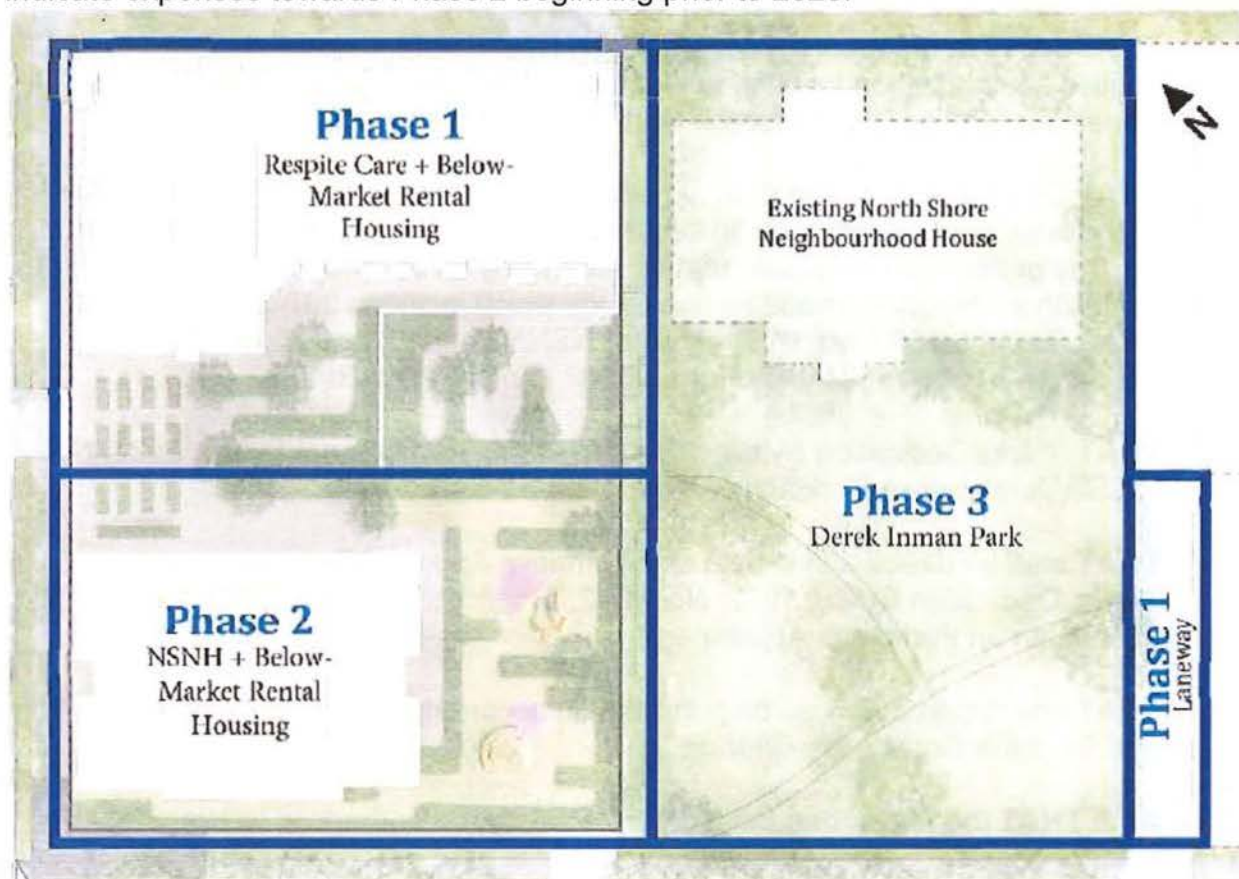 Phase 1
Respite Care + Below-
Market Rental
Housing
Existing North Shore
Neighbourhood House
N
Phase 3
Derek Inman Park
Phase 2
NSNH + Below-
Market Rental
Housing
Phase 1
Laneway